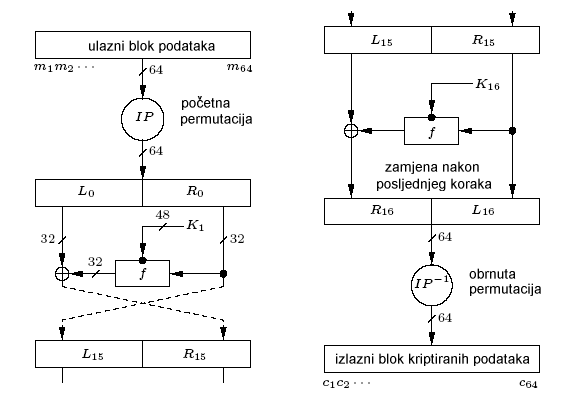 ulazni blok podataka
m₁m₂ ··· m₆₄
64
IP
početna
permutacija
64
L₀ R₀
48
K₁
32 32
32
f
L₁₅ R₁₅
L₁₅ R₁₅
K₁₆
f
zamjena nakon
posljednjeg koraka
R₁₆ L₁₆
64
IP⁻¹
obrnuta
permutacija
64
izlazni blok kriptiranih podataka
c₁c₂ ··· c₆₄